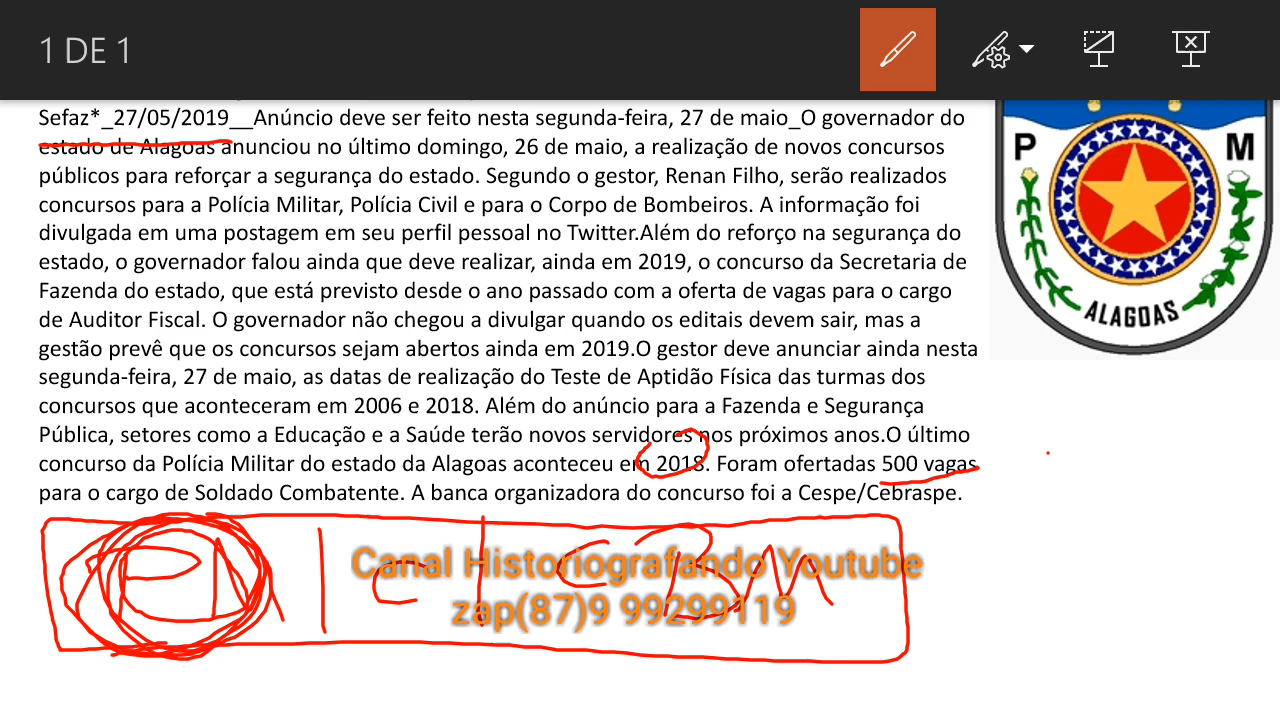 1 DE 1
Sefaz*_27/05/2019__Anúncio deve ser feito nesta segunda-feira, 27 de maio_O governador do
estado de Alagoas anunciou no último domingo, 26 de maio, a realização de novos concursos
públicos para reforçar a segurança do estado. Segundo o gestor, Renan Filho, serão realizados
concursos para a Polícia Militar, Polícia Civil e para o Corpo de Bombeiros. A informação foi
divulgada em uma postagem em seu perfil pessoal no Twitter.Além do reforço na segurança do
estado, o governador falou ainda que deve realizar, ainda em 2019, o concurso da Secretaria de
Fazenda do estado, que está previsto desde o ano passado com a oferta de vagas para o cargo
de Auditor Fiscal. O governador não chegou a divulgar quando os editais devem sair, mas a
gestão prevê que os concursos sejam abertos ainda em 2019.O gestor deve anunciar ainda nesta
segunda-feira, 27 de maio, as datas de realização do Teste de Aptidão Física das turmas dos
concursos que aconteceram em 2006 e 2018. Além do anúncio para a Fazenda e Segurança
Pública, setores como a Educação e a Saúde terão novos servidores nos próximos anos.O último
concurso da Polícia Militar do estado da Alagoas aconteceu em 2018. Foram ofertadas 500 vagas
para o cargo de Soldado Combatente. A banca organizadora do concurso foi a Cespe/Cebraspe.
P M
ALAGOAS
Canal Historiografando Youtube
zap(87)9 99299119
CBM